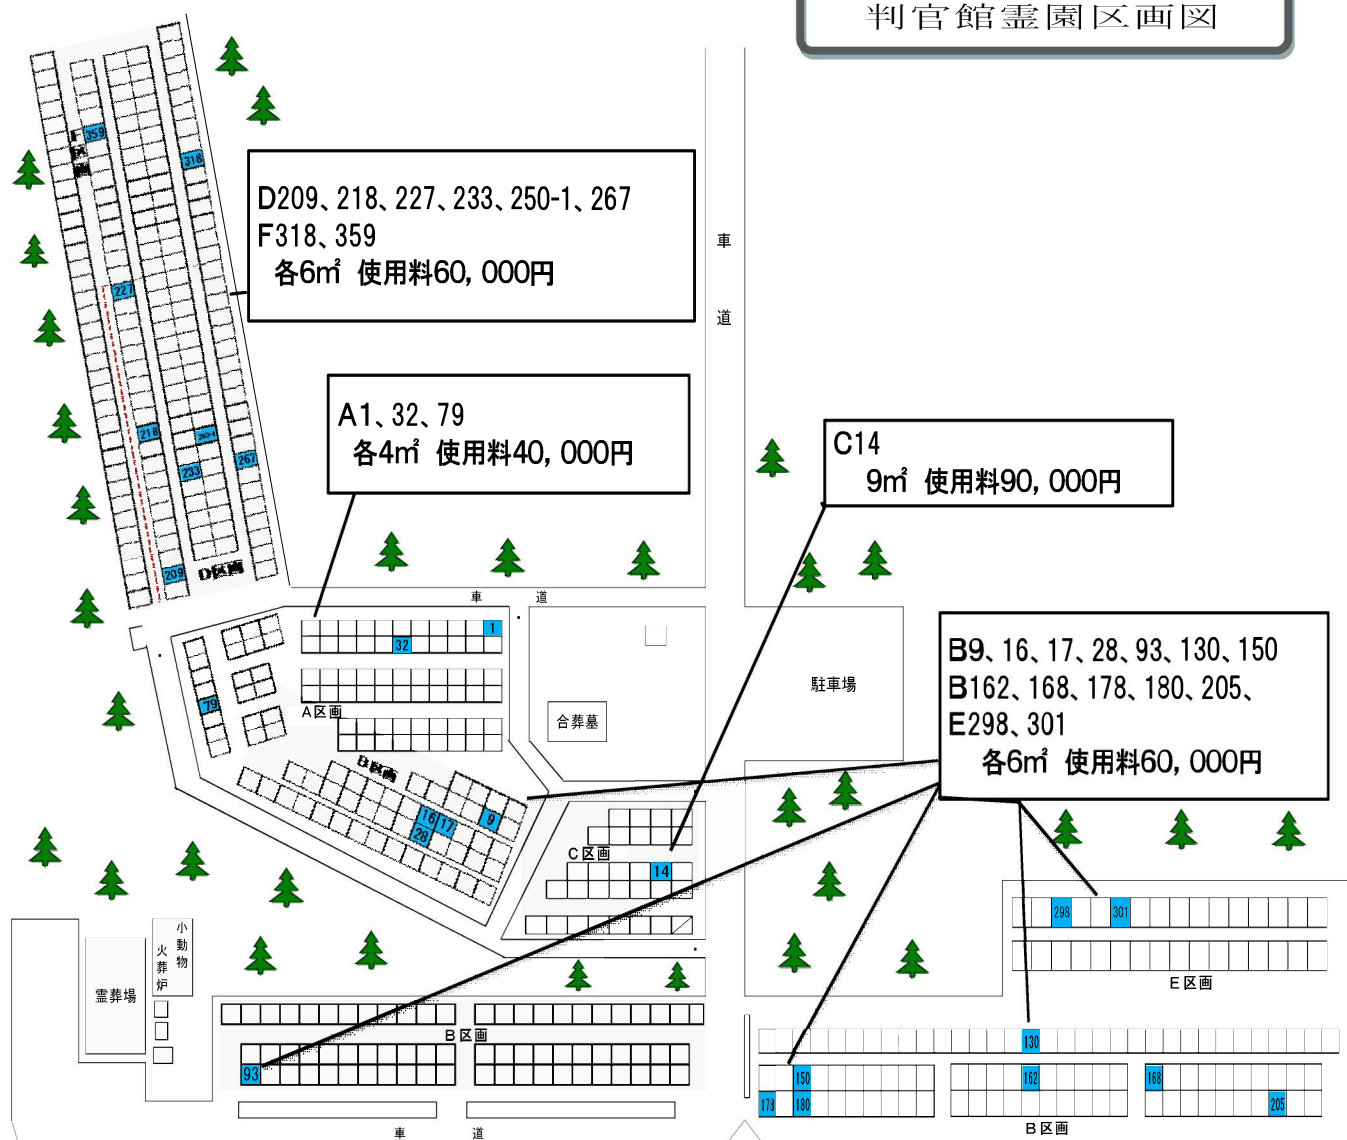 判官館霊園区画図
359
318
D209、218、227、233、250-1、267
F318、359
各6㎡ 使用料60,000円
車
道
227
A1、32、79
各4㎡ 使用料40,000円
C14
9㎡ 使用料90,000円
218
250-1
233
267
209
D区画
車 道
1
32
79
A区画
合葬墓
駐車場
B9、16、17、28、93、130、150
B162、168、178、180、205、
E298、301
各6㎡ 使用料60,000円
B区画
16
17
9
28
C区画
14
298
301
E区画
小動物
火葬炉
霊葬場
B区画
93
130
150
162
168
178
180
205
B区画
車 道